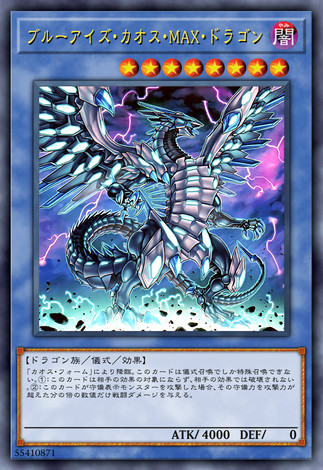 ブルーアイズ・カオス・MAX・ドラゴン
闇
やみ
【ドラゴン族／儀式／効果】
「カオス・フォーム」により降臨。このカードは儀式召喚でしか特殊召喚できな
い。①：このカードは相手の効果の対象にならず、相手の効果では破壊されない。
②：このカードが守備表示モンスターを攻撃した場合、その守備力を攻撃力が
超えた分の倍の数値だけ戦闘ダメージを与える。
ATK/ 4000 DEF/ 0
55410871